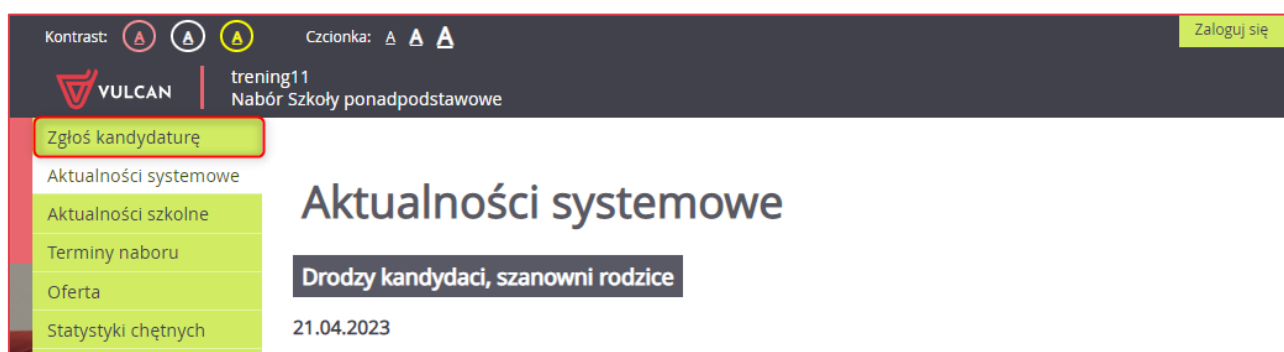 Kontrast: A A A Czcionka: A A A Zaloguj się
VULCAN
trening11
Nabór Szkoły ponadpodstawowe
Zgłoś kandydaturę
Aktualności systemowe
Aktualności szkolne
Terminy naboru
Oferta
Statystyki chętnych
Aktualności systemowe
Drodzy kandydaci, szanowni rodzice
21.04.2023